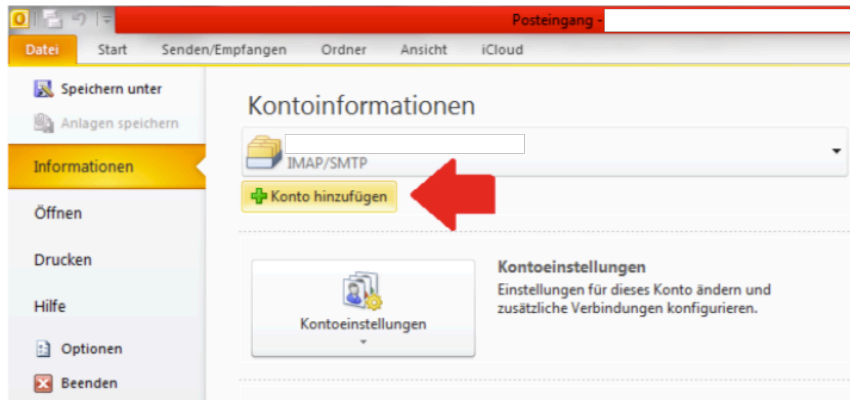 Posteingang -
Datei Start Senden/Empfangen Ordner Ansicht iCloud
Speichern unter
Anlagen speichern
Informationen
Öffnen
Drucken
Hilfe
Optionen
Beenden
Kontoinformationen
IMAP/SMTP
Konto hinzufügen
Kontoeinstellungen
Kontoeinstellungen
Einstellungen für dieses Konto ändern und
zusätzliche Verbindungen konfigurieren.